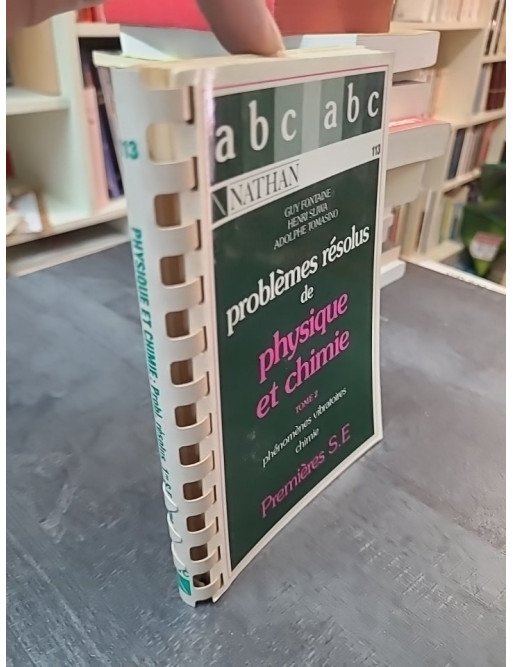 abc abc
NATHAN
113
GUY FONTAINE
HENRI SLIWA
ADOLPHE TOMASINO
problèmes résolus
de
physique
et chimie
TOME 2
phénomènes vibratoires
chimie
Premières S.E
13
PHYSIQUE ET CHIMIE. Probl. résolus